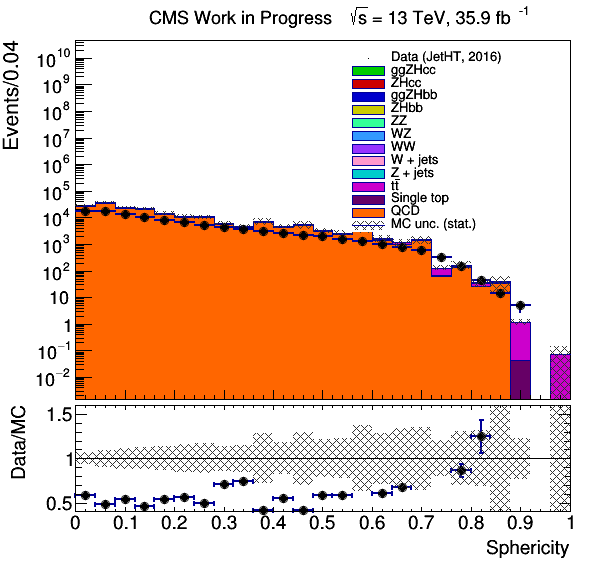 CMS Work in Progress √s = 13 TeV, 35.9 fb⁻¹
Events/0.04
10¹⁰
10⁹
10⁸
10⁷
10⁶
10⁵
10⁴
10³
10²
10
1
10⁻¹
10⁻²
Data (JetHT, 2016)
ggZHcc
ZHcc
ggZHbb
ZHbb
ZZ
WZ
WW
W + jets
Z + jets
tt̄
Single top
QCD
MC unc. (stat.)
Data/MC
1.5
1
0.5
0 0.1 0.2 0.3 0.4 0.5 0.6 0.7 0.8 0.9 1
Sphericity